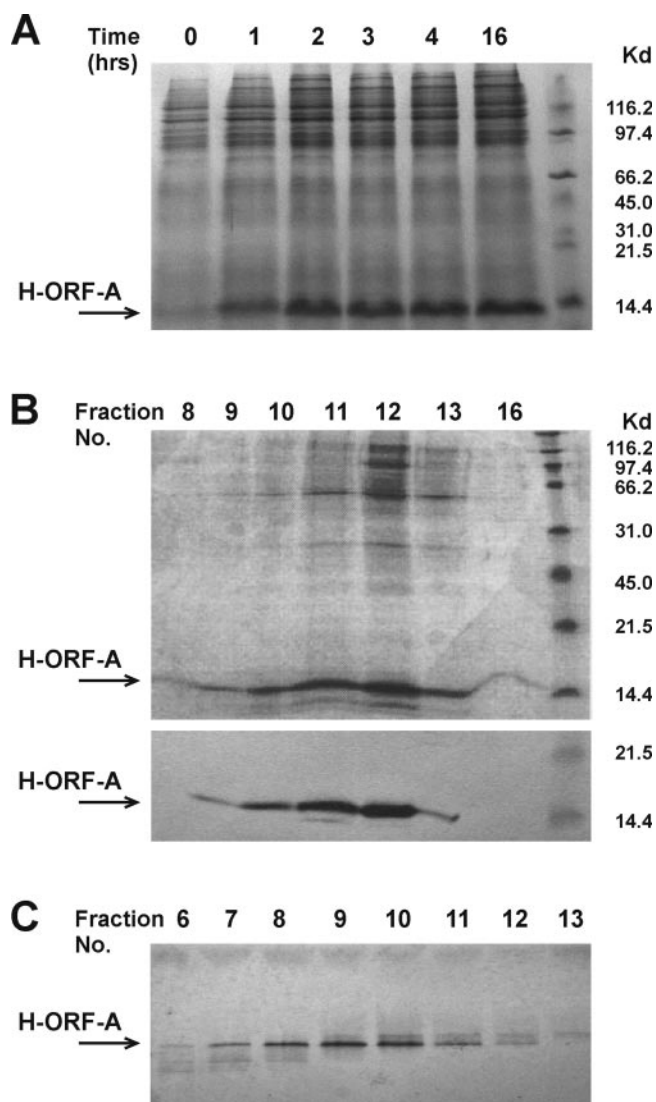 A
Time 0 1 2 3 4 16
(hrs)
Kd
116.2
97.4
66.2
45.0
31.0
21.5
H-ORF-A
14.4
B
Fraction 8 9 10 11 12 13 16
No.
Kd
116.2
97.4
66.2
31.0
45.0
21.5
H-ORF-A
14.4
21.5
H-ORF-A
14.4
C
Fraction 6 7 8 9 10 11 12 13
No.
H-ORF-A